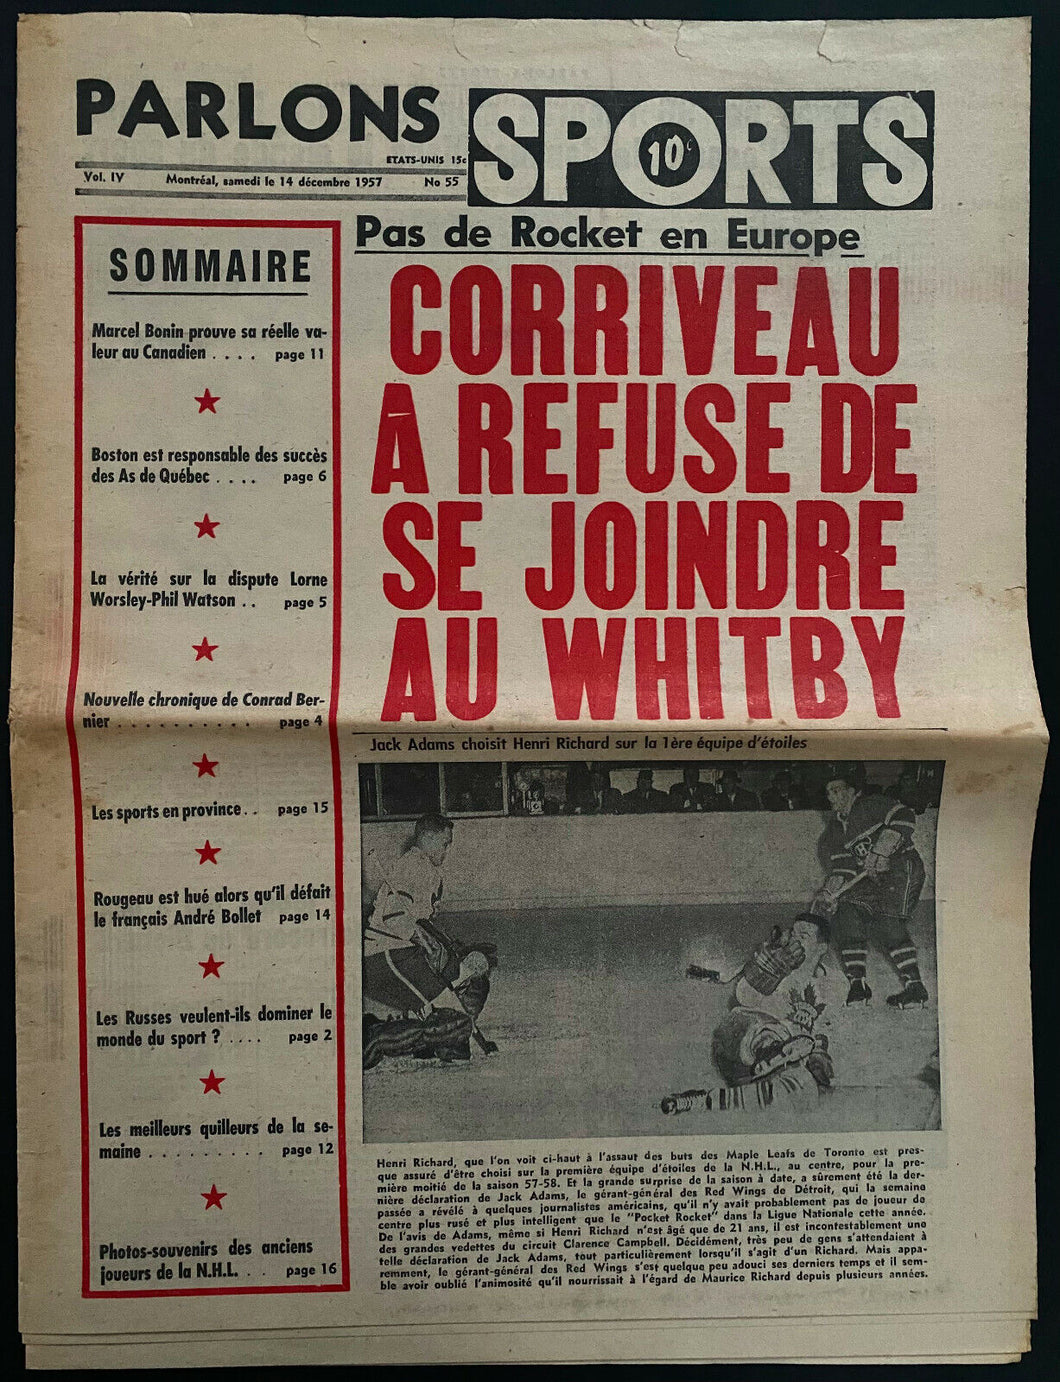 PARLONS SPORTS
10c
ETATS-UNIS 15c
Vol. IV Montréal, samedi le 14 décembre 1957 No 55
Pas de Rocket en Europe
CORRIVEAU
A REFUSE DE
SE JOINDRE
AU WHITBY
SOMMAIRE
Marcel Bonin prouve sa réelle va-
leur au Canadien . . . . page 11
Boston est responsable des succès
des As de Québec . . . . page 6
La vérité sur la dispute Lorne
Worsley-Phil Watson . . page 5
Nouvelle chronique de Conrad Ber-
nier . . . . . . . . . . page 4
Les sports en province . . page 15
Rougeau est hué alors qu'il défait
le français André Bollet page 14
Les Russes veulent-ils dominer le
monde du sport ? . . . . page 2
Les meilleurs quilleurs de la se-
maine . . . . . . . . . page 12
Photos-souvenirs des anciens
joueurs de la N.H.L. . . page 16
Jack Adams choisit Henri Richard sur la 1ère équipe d'étoiles
Henri Richard, que l'on voit ci-haut à l'assaut des buts des Maple Leafs de Toronto est pres-
que assuré d'être choisi sur la première équipe d'étoiles de la N.H.L., au centre, pour la pre-
mière moitié de la saison 57-58. Et la grande surprise de la saison à date, a sûrement été la der-
nière déclaration de Jack Adams, le gérant-général des Red Wings de Détroit, qui la semaine
passée a révélé à quelques journalistes américains, qu'il n'y avait probablement pas de joueur de
centre plus rusé et plus intelligent que le "Pocket Rocket" dans la Ligue Nationale cette année.
De l'avis de Adams, même si Henri Richard n'est âgé que de 21 ans, il est incontestablement une
des grandes vedettes du circuit Clarence Campbell. Décidément, très peu de gens s'attendaient à
telle déclaration de Jack Adams, tout particulièrement lorsqu'il s'agit d'un Richard. Mais appa-
remment, le gérant-général des Red Wings s'est quelque peu adouci ses derniers temps et il sem-
ble avoir oublié l'animosité qu'il nourrissait à l'égard de Maurice Richard depuis plusieurs années.